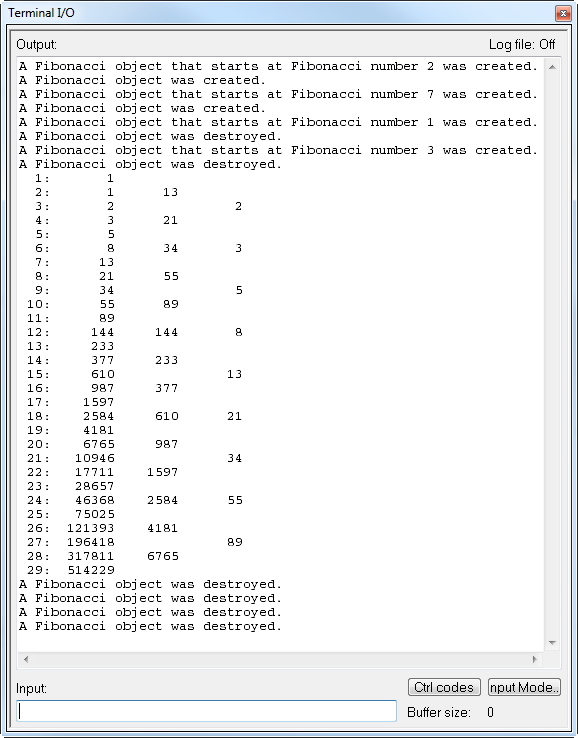 Terminal I/O
Output: Log file: Off
A Fibonacci object that starts at Fibonacci number 2 was created.
A Fibonacci object was created.
A Fibonacci object that starts at Fibonacci number 7 was created.
A Fibonacci object was created.
A Fibonacci object that starts at Fibonacci number 1 was created.
A Fibonacci object was destroyed.
A Fibonacci object that starts at Fibonacci number 3 was created.
A Fibonacci object was destroyed.
1: 1
2: 1 13
3: 2 2
4: 3 21
5: 5
6: 8 34 3
7: 13
8: 21 55
9: 34 5
10: 55 89
11: 89
12: 144 144 8
13: 233
14: 377 233
15: 610 13
16: 987 377
17: 1597
18: 2584 610 21
19: 4181
20: 6765 987
21: 10946 34
22: 17711 1597
23: 28657
24: 46368 2584 55
25: 75025
26: 121393 4181
27: 196418 89
28: 317811 6765
29: 514229
A Fibonacci object was destroyed.
A Fibonacci object was destroyed.
A Fibonacci object was destroyed.
A Fibonacci object was destroyed.
Input: Ctrl codes nput Mode..
Buffer size: 0